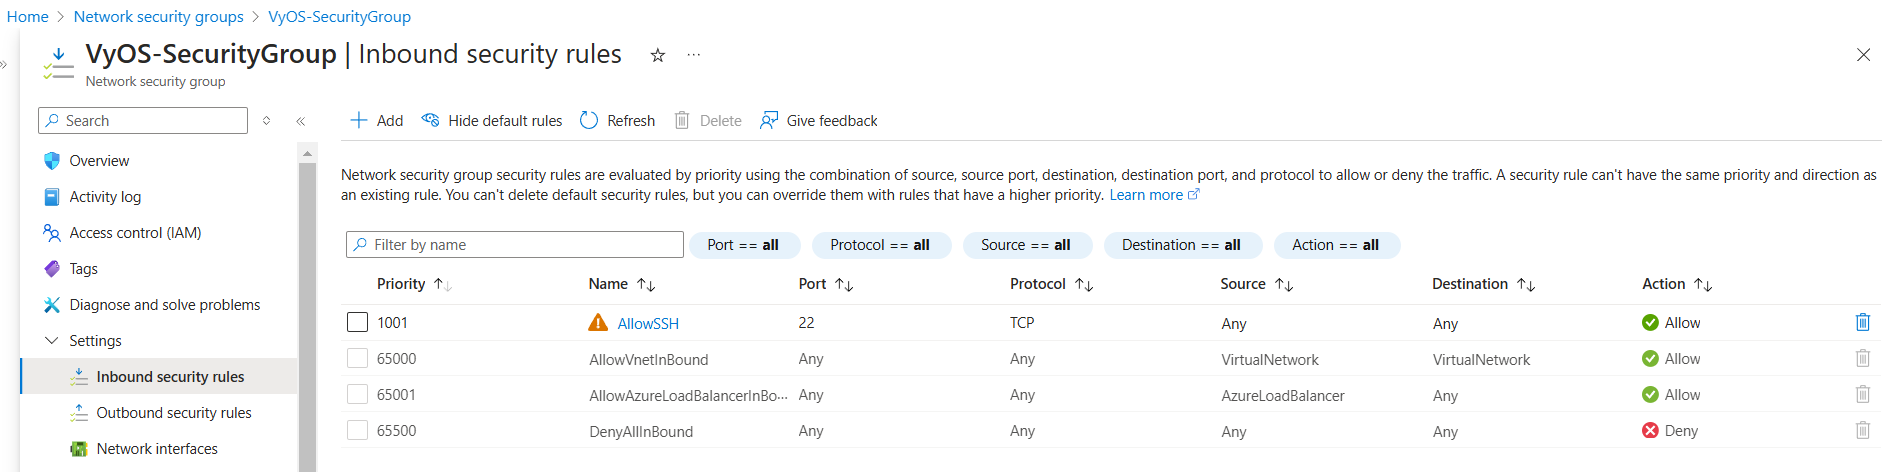 Home > Network security groups > VyOS-SecurityGroup
VyOS-SecurityGroup | Inbound security rules
Network security group
Search
Overview
Activity log
Access control (IAM)
Tags
Diagnose and solve problems
Settings
Inbound security rules
Outbound security rules
Network interfaces
Add Hide default rules Refresh Delete Give feedback
Network security group security rules are evaluated by priority using the combination of source, source port, destination, destination port, and protocol to allow or deny the traffic. A security rule can't have the same priority and direction as
an existing rule. You can't delete default security rules, but you can override them with rules that have a higher priority. Learn more
Filter by name Port == all Protocol == all Source == all Destination == all Action == all
Priority Name Port Protocol Source Destination Action
1001 AllowSSH 22 TCP Any Any Allow
65000 AllowVnetInBound Any Any VirtualNetwork VirtualNetwork Allow
65001 AllowAzureLoadBalancerInBo... Any Any AzureLoadBalancer Any Allow
65500 DenyAllInBound Any Any Any Any Deny